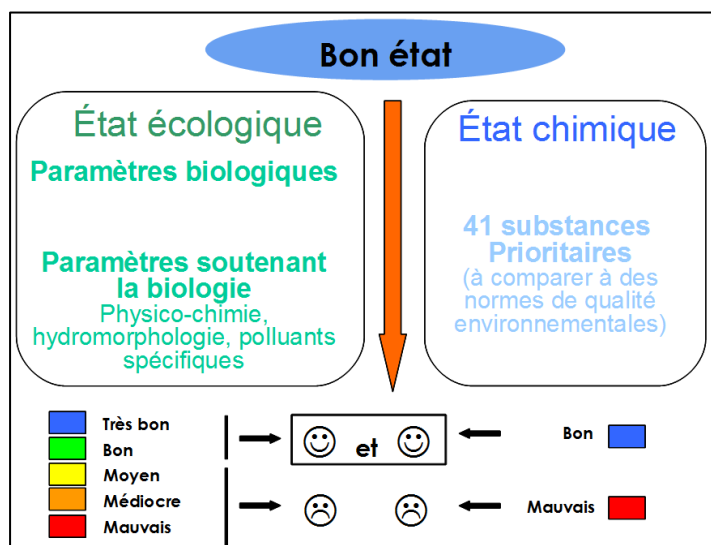 Bon état
État écologique
Paramètres biologiques
Paramètres soutenant
la biologie
Physico-chimie,
hydromorphologie, polluants
spécifiques
État chimique
41 substances
Prioritaires
(à comparer à des
normes de qualité
environnementales)
Très bon
Bon
Moyen
Médiocre
Mauvais
et
Bon
Mauvais